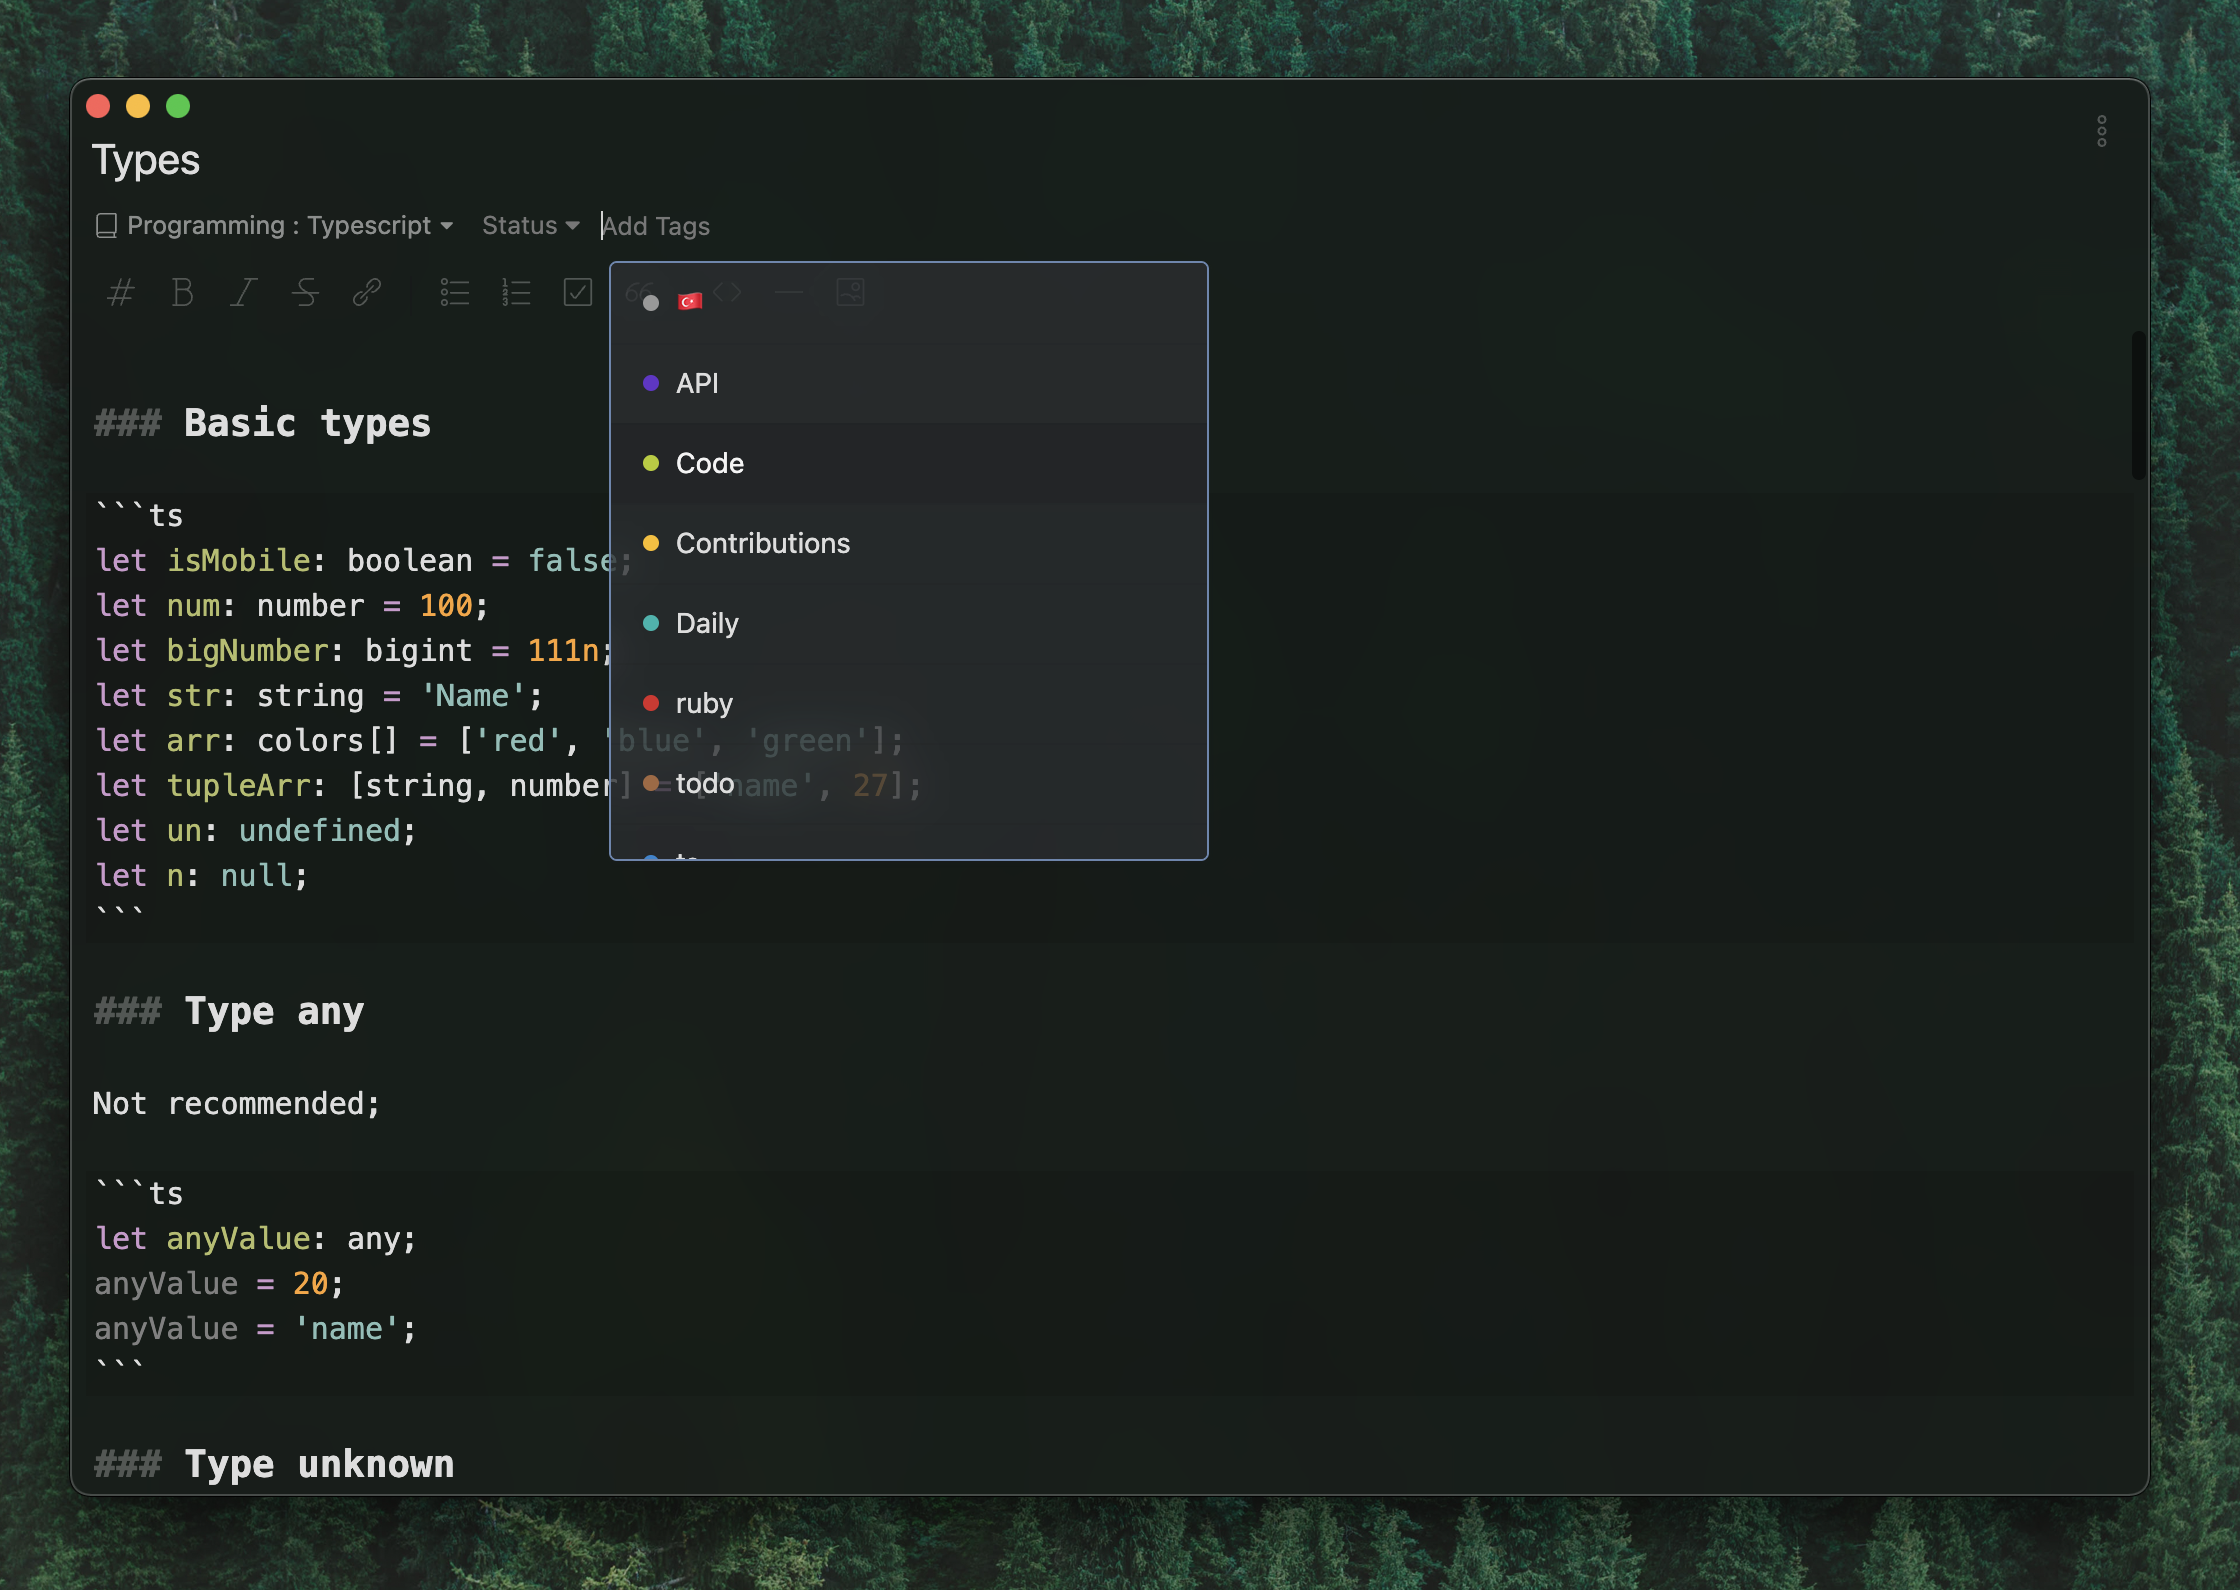 Types
Programming : Typescript Status Add Tags
### Basic types
```ts
let isMobile: boolean = false;
let num: number = 100;
let bigNumber: bigint = 111n;
let str: string = 'Name';
let arr: colors[] = ['red', 'blue', 'green'];
let tupleArr: [string, number] = ['name', 27];
let un: undefined;
let n: null;
```
🇹🇷
API
Code
Contributions
Daily
ruby
todo
### Type any
Not recommended;
```ts
let anyValue: any;
anyValue = 20;
anyValue = 'name';
```
### Type unknown